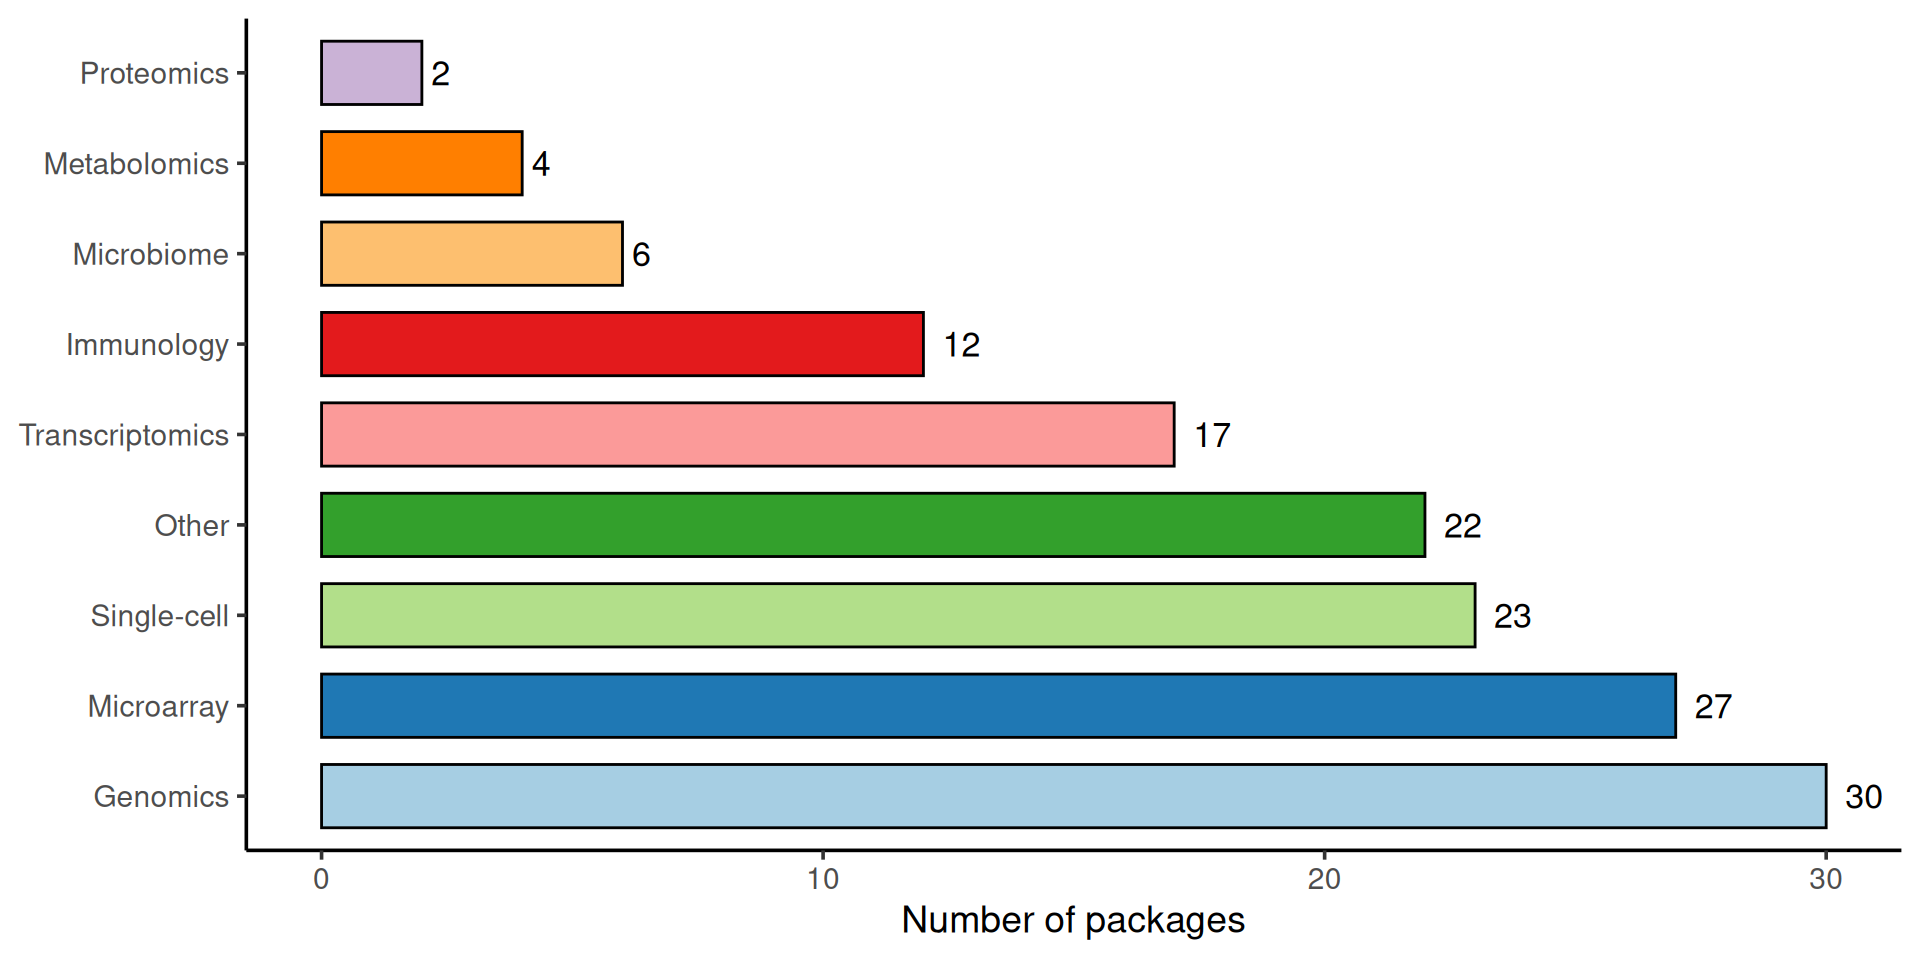 Proteomics 2
Metabolomics 4
Microbiome 6
Immunology 12
Transcriptomics 17
Other 22
Single-cell 23
Microarray 27
Genomics 30
0 10 20 30
Number of packages